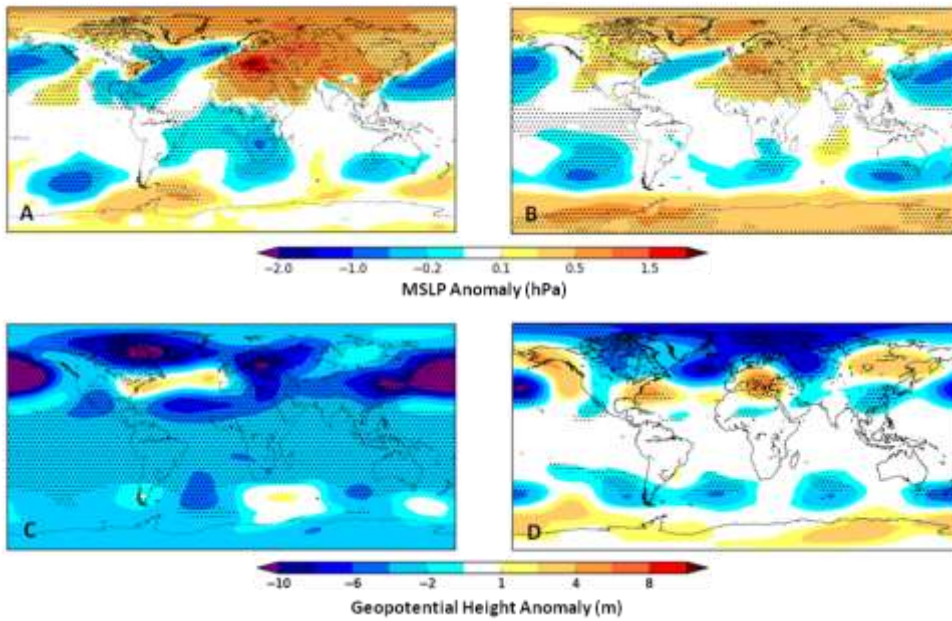 A
B
−2.0 −1.0 −0.2 0.1 0.5 1.5
MSLP Anomaly (hPa)
C
D
−10 −6 −2 1 4 8
Geopotential Height Anomaly (m)